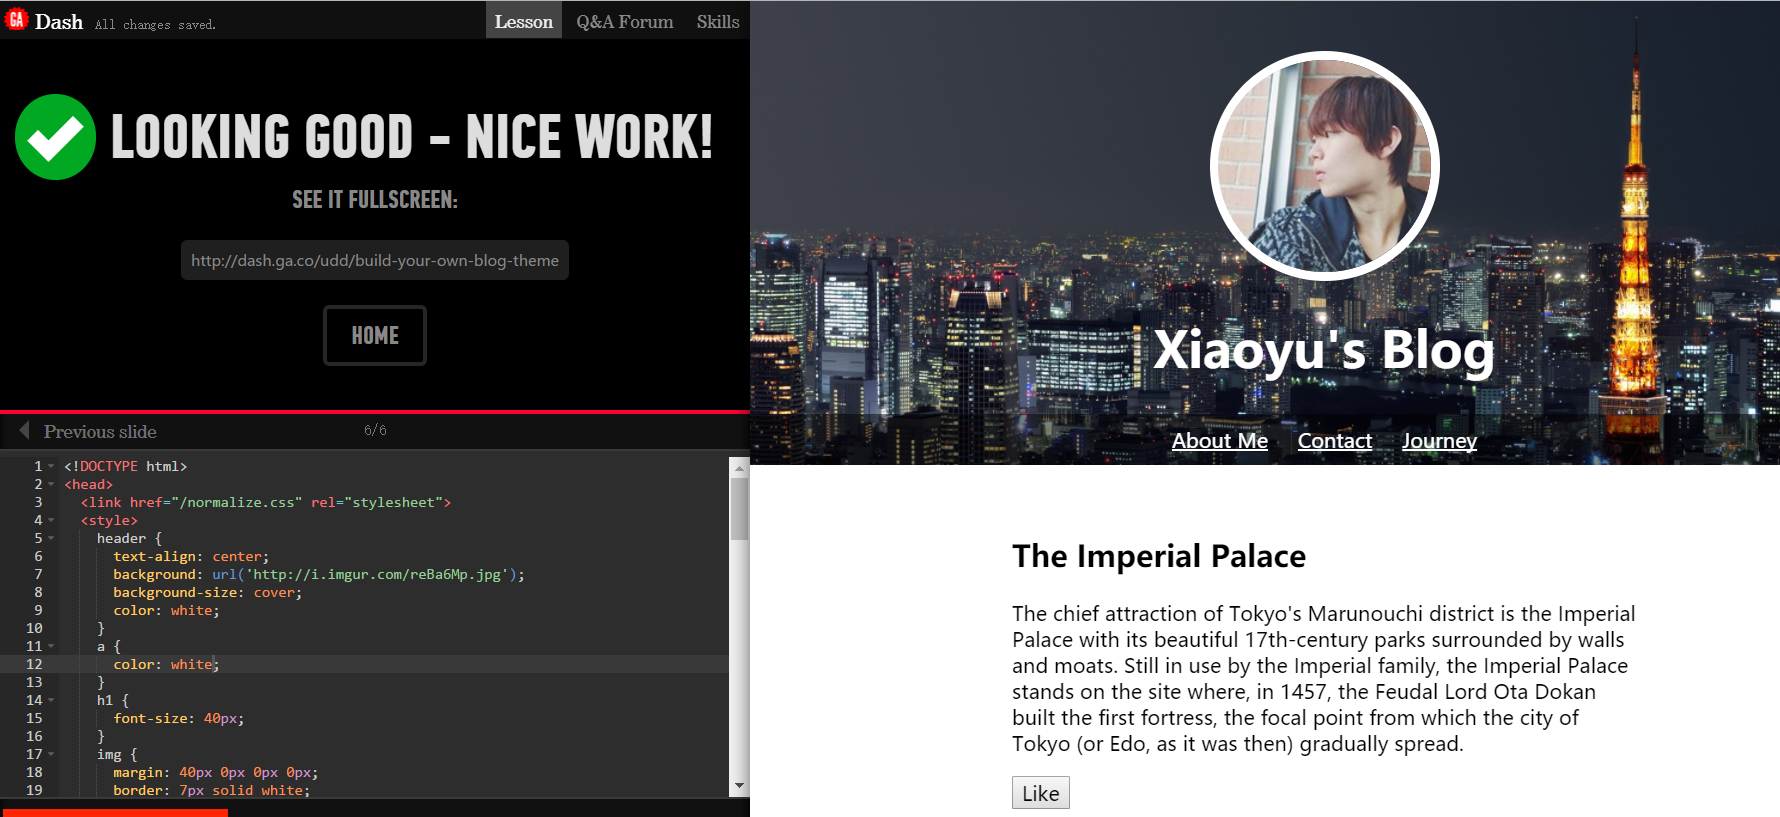 GA Dash All changes saved. Lesson Q&A Forum Skills
LOOKING GOOD - NICE WORK!
SEE IT FULLSCREEN:
http://dash.ga.co/udd/build-your-own-blog-theme
HOME
Previous slide 6/6
1 <!DOCTYPE html>
2 <head>
3 <link href="/normalize.css" rel="stylesheet">
4 <style>
5 header {
6 text-align: center;
7 background: url('http://i.imgur.com/reBa6Mp.jpg');
8 background-size: cover;
9 color: white;
10 }
11 a {
12 color: white;
13 }
14 h1 {
15 font-size: 40px;
16 }
17 img {
18 margin: 40px 0px 0px 0px;
19 border: 7px solid white;
Xiaoyu's Blog
About Me Contact Journey
The Imperial Palace
The chief attraction of Tokyo's Marunouchi district is the Imperial
Palace with its beautiful 17th-century parks surrounded by walls
and moats. Still in use by the Imperial family, the Imperial Palace
stands on the site where, in 1457, the Feudal Lord Ota Dokan
built the first fortress, the focal point from which the city of
Tokyo (or Edo, as it was then) gradually spread.
Like